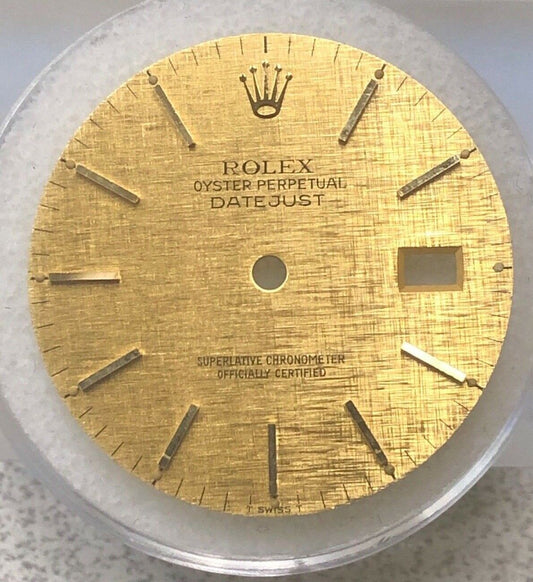 ROLEX
OYSTER PERPETUAL
DATEJUST
SUPERLATIVE CHRONOMETER
OFFICIALLY CERTIFIED
T SWISS T